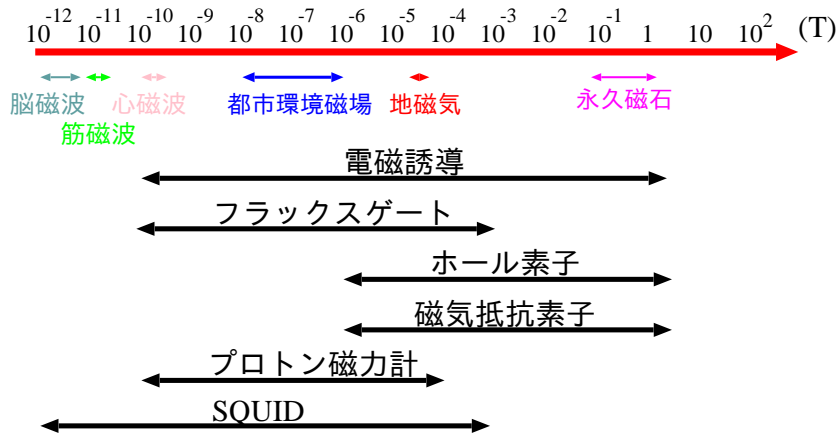 10^-12 10^-11 10^-10 10^-9 10^-8 10^-7 10^-6 10^-5 10^-4 10^-3 10^-2 10^-1 1 10 10^2 (T)
脳磁波 心磁波 都市環境磁場 地磁気 永久磁石
筋磁波
電磁誘導
フラックスゲート
ホール素子
磁気抵抗素子
プロトン磁力計
SQUID